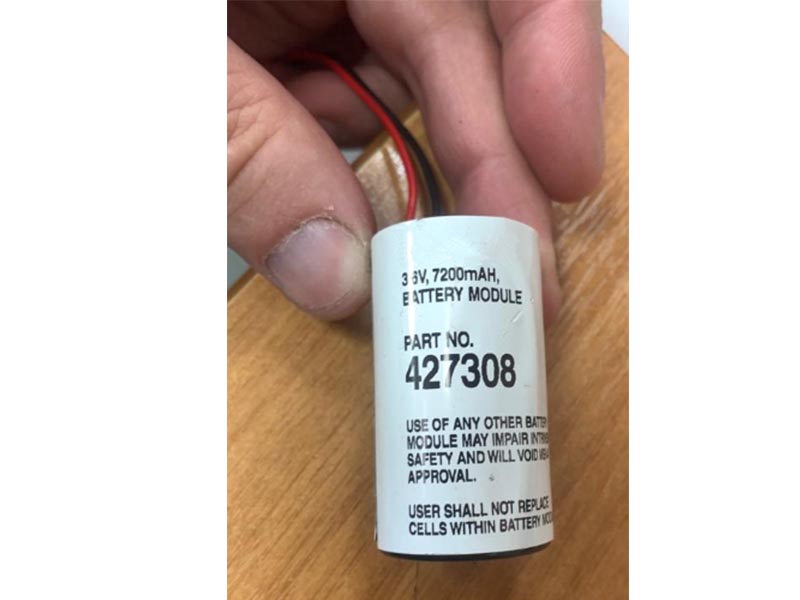 3.6V, 7200mAH,
BATTERY MODULE
PART NO.
427308
USE OF ANY OTHER
MODULE MAY IMPAIR
SAFETY AND WILL VOID
APPROVAL.
USER SHALL NOT REPLACE
CELLS WITHIN BATTERY